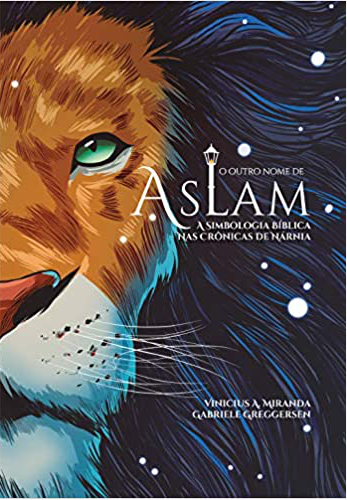 O OUTRO NOME DE
ASLAM
A SIMBOLOGIA BÍBLICA
NAS CRÔNICAS DE NÁRNIA
VINICIUS A. MIRANDA
GABRIELE GREGGERSEN